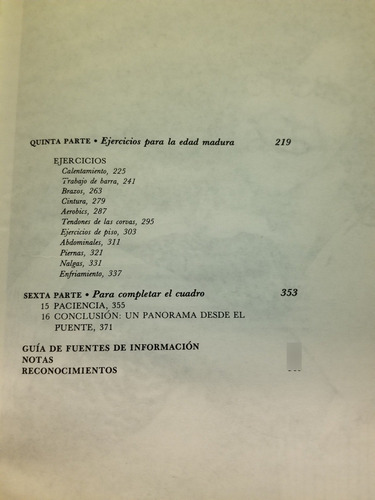 QUINTA PARTE • Ejercicios para la edad madura 219
EJERCICIOS
Calentamiento, 225
Trabajo de barra, 241
Brazos, 263
Cintura, 279
Aerobics, 287
Tendones de las corvas, 295
Ejercicios de piso, 303
Abdominales, 311
Piernas, 321
Nalgas, 331
Enfriamiento, 337
SEXTA PARTE • Para completar el cuadro 353
15 PACIENCIA, 355
16 CONCLUSIÓN: UN PANORAMA DESDE EL
PUENTE, 371
GUÍA DE FUENTES DE INFORMACIÓN
NOTAS
RECONOCIMIENTOS